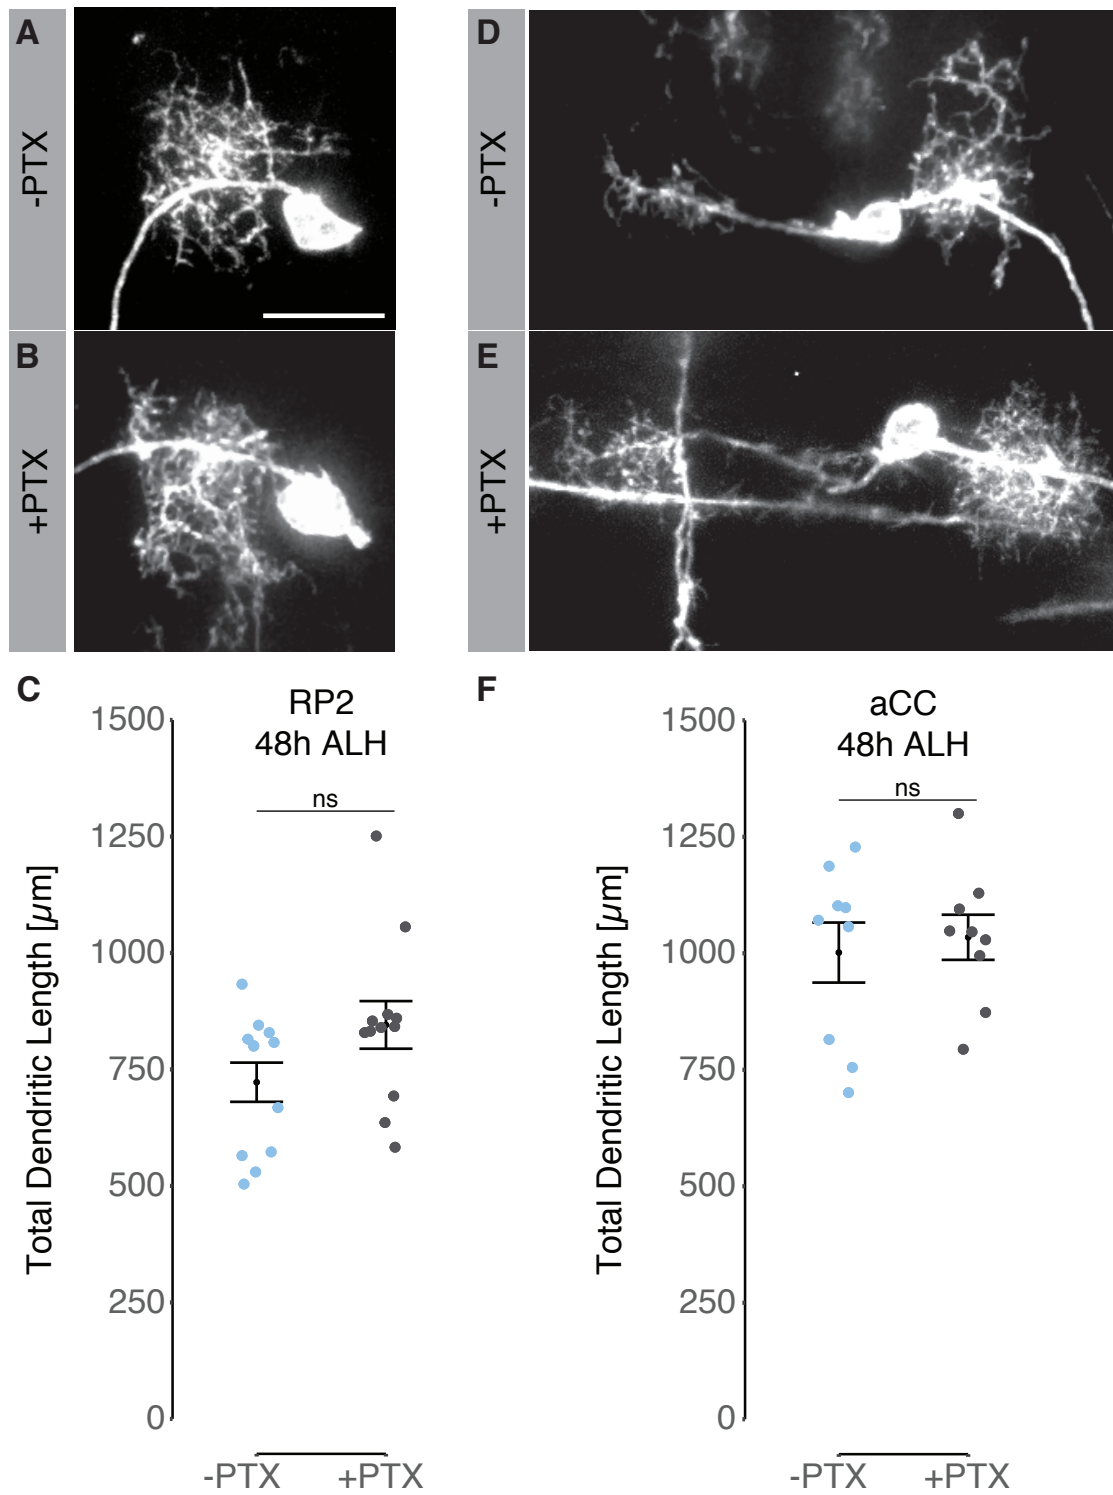 A
-PTX
D
-PTX
B
+PTX
E
+PTX
C
RP2
48h ALH
ns
1500
1250
1000
750
500
250
0
Total Dendritic Length [µm]
-PTX +PTX
F
aCC
48h ALH
ns
1500
1250
1000
750
500
250
0
Total Dendritic Length [µm]
-PTX +PTX